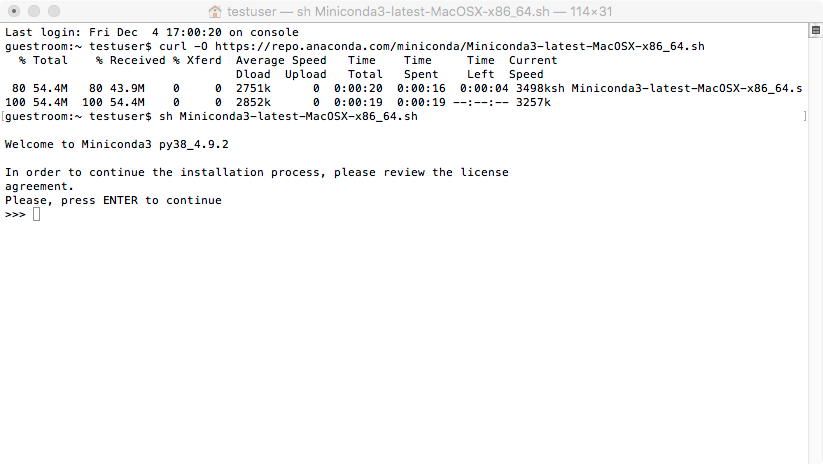 testuser — sh Miniconda3-latest-MacOSX-x86_64.sh — 114×31
Last login: Fri Dec  4 17:00:20 on console
guestroom:~ testuser$ curl -O https://repo.anaconda.com/miniconda/Miniconda3-latest-MacOSX-x86_64.sh
  % Total    % Received % Xferd  Average Speed   Time    Time     Time  Current
                                 Dload  Upload   Total   Spent    Left  Speed
 80 54.4M   80 43.9M    0     0  2751k      0  0:00:20  0:00:16  0:00:04 3498ksh Miniconda3-latest-MacOSX-x86_64.s
100 54.4M  100 54.4M    0     0  2852k      0  0:00:19  0:00:19 --:--:-- 3257k
[guestroom:~ testuser$ sh Miniconda3-latest-MacOSX-x86_64.sh ]
Welcome to Miniconda3 py38_4.9.2
In order to continue the installation process, please review the license
agreement.
Please, press ENTER to continue
>>>